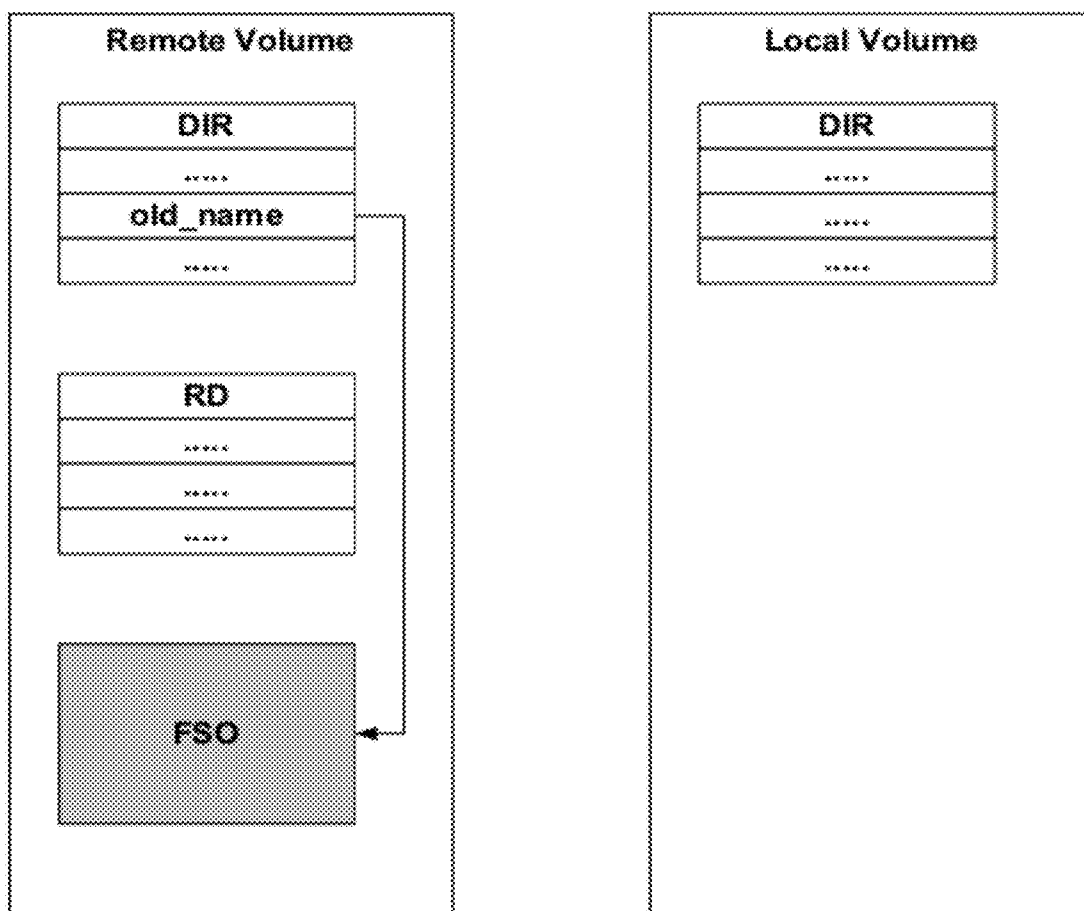 Remote Volume
DIR
.....
old_name
.....
RD
.....
.....
.....
FSO
Local Volume
DIR
.....
.....
.....